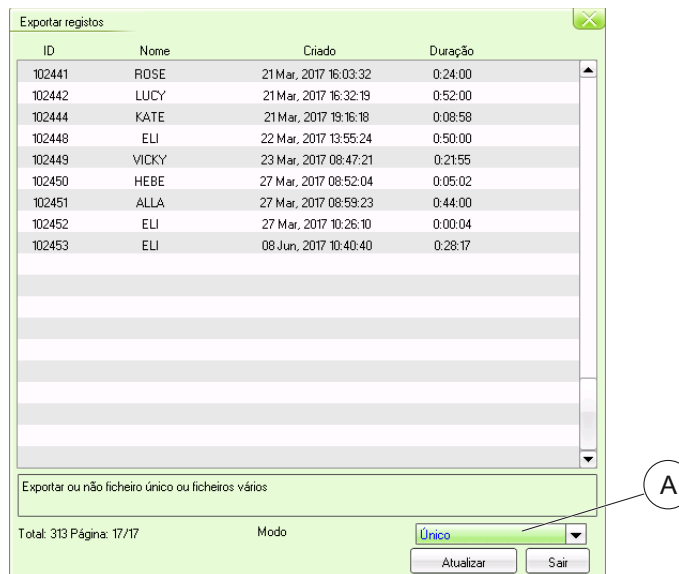 Exportar registos
ID Nome Criado Duração
102441 ROSE 21 Mar, 2017 16:03:32 0:24:00
102442 LUCY 21 Mar, 2017 16:32:19 0:52:00
102444 KATE 21 Mar, 2017 19:16:18 0:08:58
102448 ELI 22 Mar, 2017 13:55:24 0:50:00
102449 VICKY 23 Mar, 2017 08:47:21 0:21:55
102450 HEBE 27 Mar, 2017 08:52:04 0:05:02
102451 ALLA 27 Mar, 2017 08:59:23 0:44:00
102452 ELI 27 Mar, 2017 10:26:10 0:00:04
102453 ELI 08 Jun, 2017 10:40:40 0:28:17
Exportar ou não ficheiro único ou ficheiros vários
A
Total: 313 Página: 17/17 Modo Único
Atualizar Sair